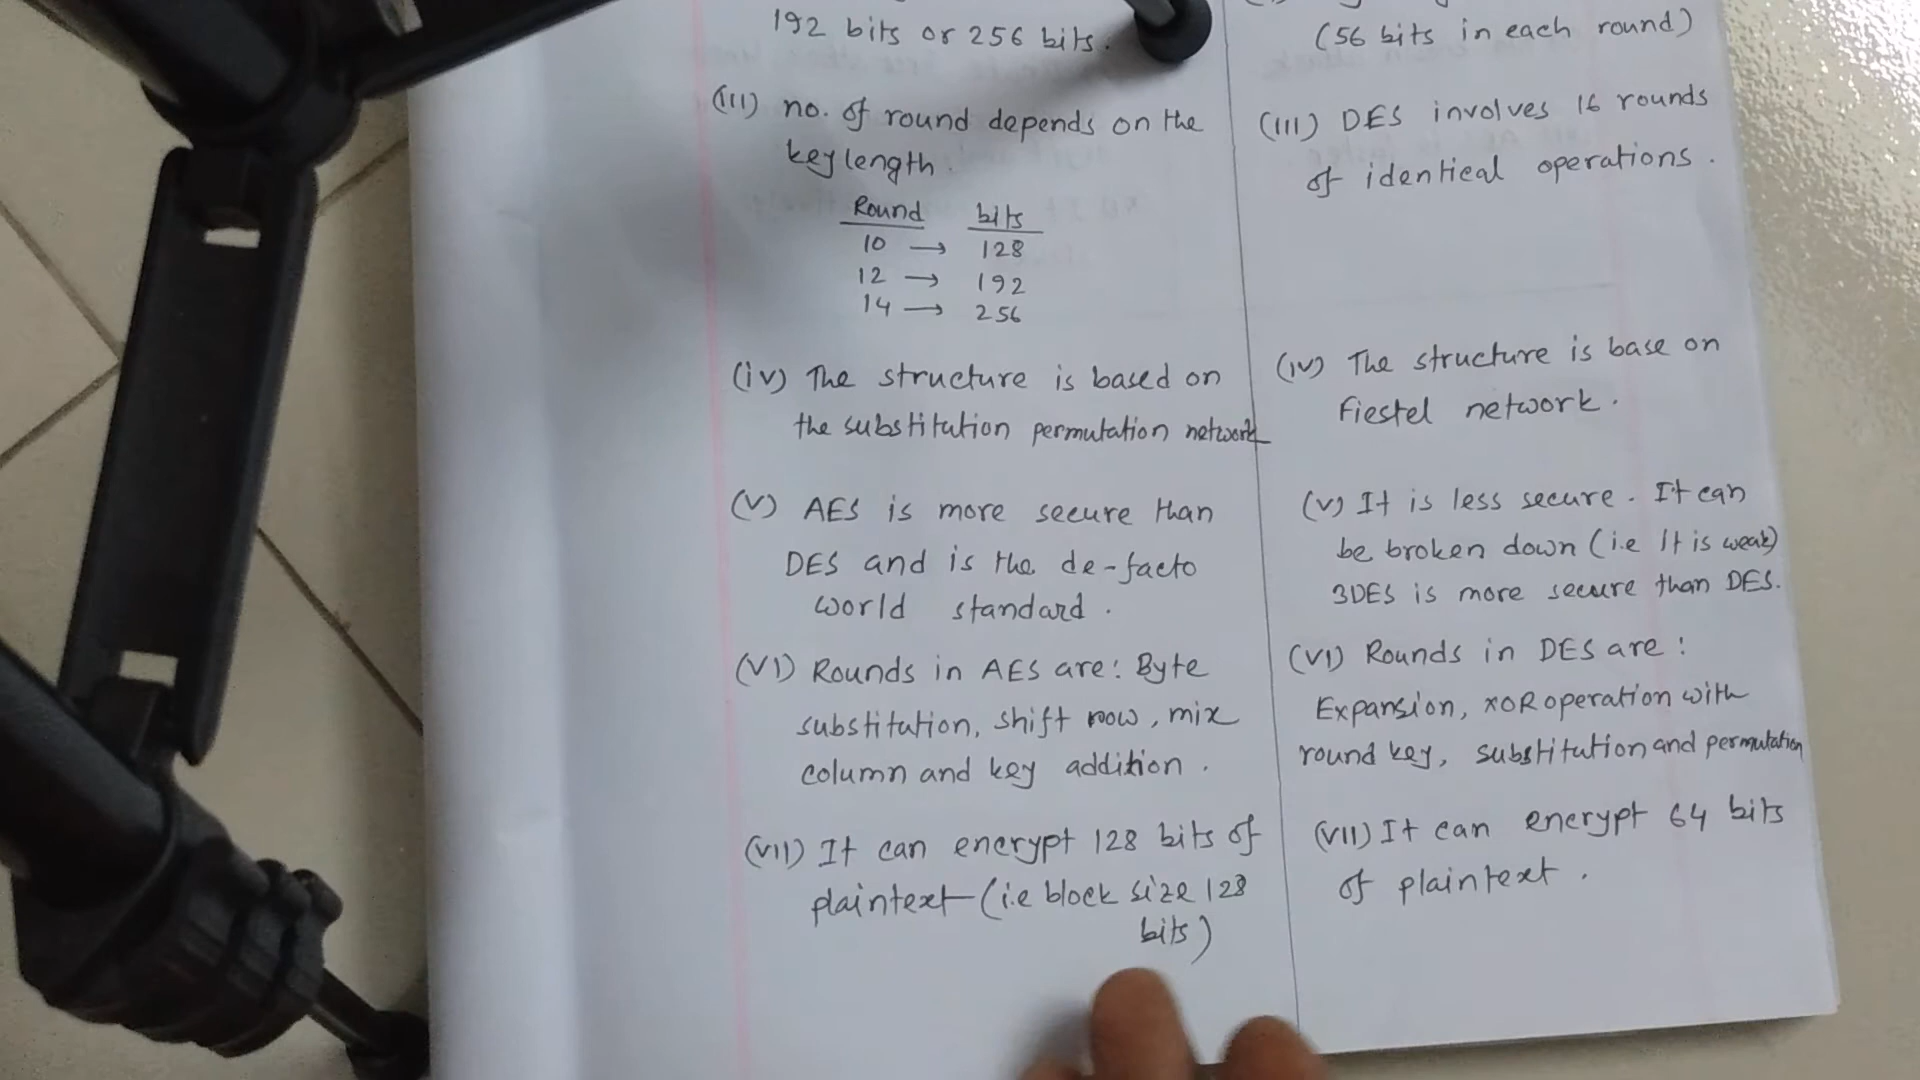 192 bits or 256 bits.
(III) no. of round depends on the
key length.
Round bits
10 → 128
12 → 192
14 → 256
(iv) The structure is based on
the substitution permutation network
(V) AES is more secure than
DES and is the de-facto
world standard.
(VI) Rounds in AES are: Byte
substitution, shift row, mix
column and key addition.
(VII) It can encrypt 128 bits of
plaintext (i.e block size 128
bits)
(56 bits in each round)
(III) DES involves 16 rounds
of identical operations.
(IV) The structure is base on
Fiestel network.
(V) It is less secure. It can
be broken down (i.e It is weak)
3DES is more secure than DES.
(VI) Rounds in DES are:
Expansion, XOR operation with
round key, substitution and permutation
(VII) It can encrypt 64 bits
of plaintext.